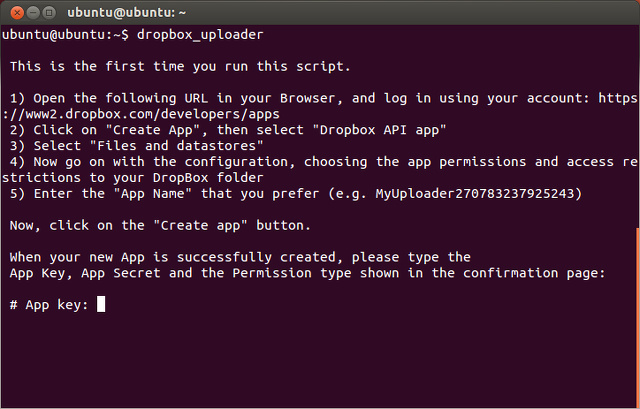 ubuntu@ubuntu: ~
ubuntu@ubuntu:~$ dropbox_uploader
This is the first time you run this script.
1) Open the following URL in your Browser, and log in using your account: https
://www2.dropbox.com/developers/apps
2) Click on "Create App", then select "Dropbox API app"
3) Select "Files and datastores"
4) Now go on with the configuration, choosing the app permissions and access re
strictions to your DropBox folder
5) Enter the "App Name" that you prefer (e.g. MyUploader270783237925243)
Now, click on the "Create app" button.
When your new App is successfully created, please type the
App Key, App Secret and the Permission type shown in the confirmation page:
# App key: